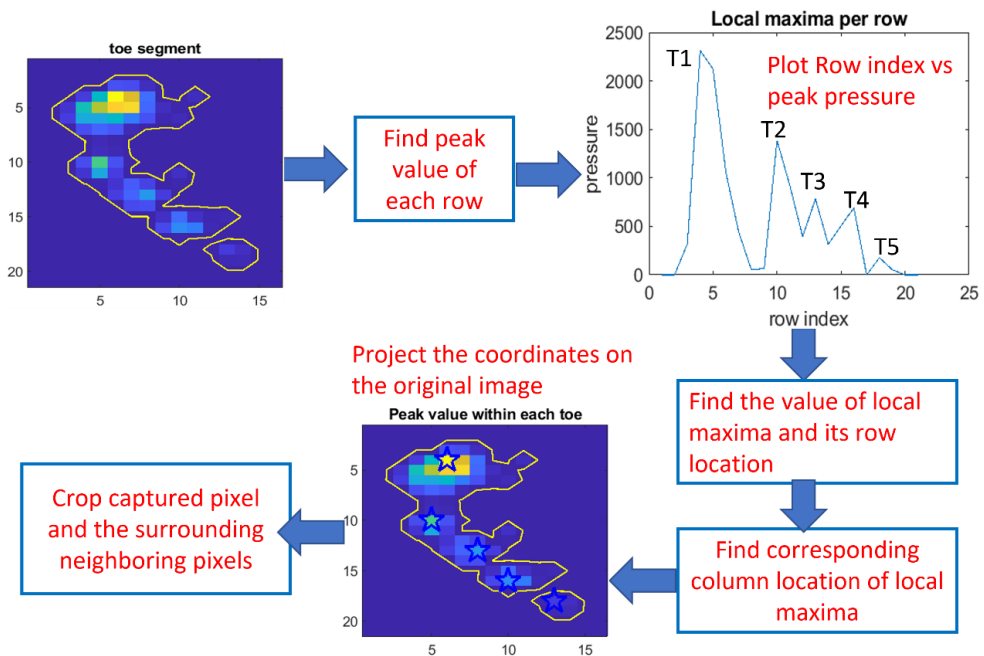 toe segment
5
10
15
20
5
10
15
Find peak
value of
each row
Local maxima per row
2500
2000
1500
1000
500
0
0
5
10
15
20
25
pressure
row index
T1
T2
T3
T4
T5
Plot Row index vs
peak pressure
Find the value of local
maxima and its row
location
Find corresponding
column location of local
maxima
Project the coordinates on
the original image
Peak value within each toe
5
10
15
20
5
10
15
Crop captured pixel
and the surrounding
neighboring pixels